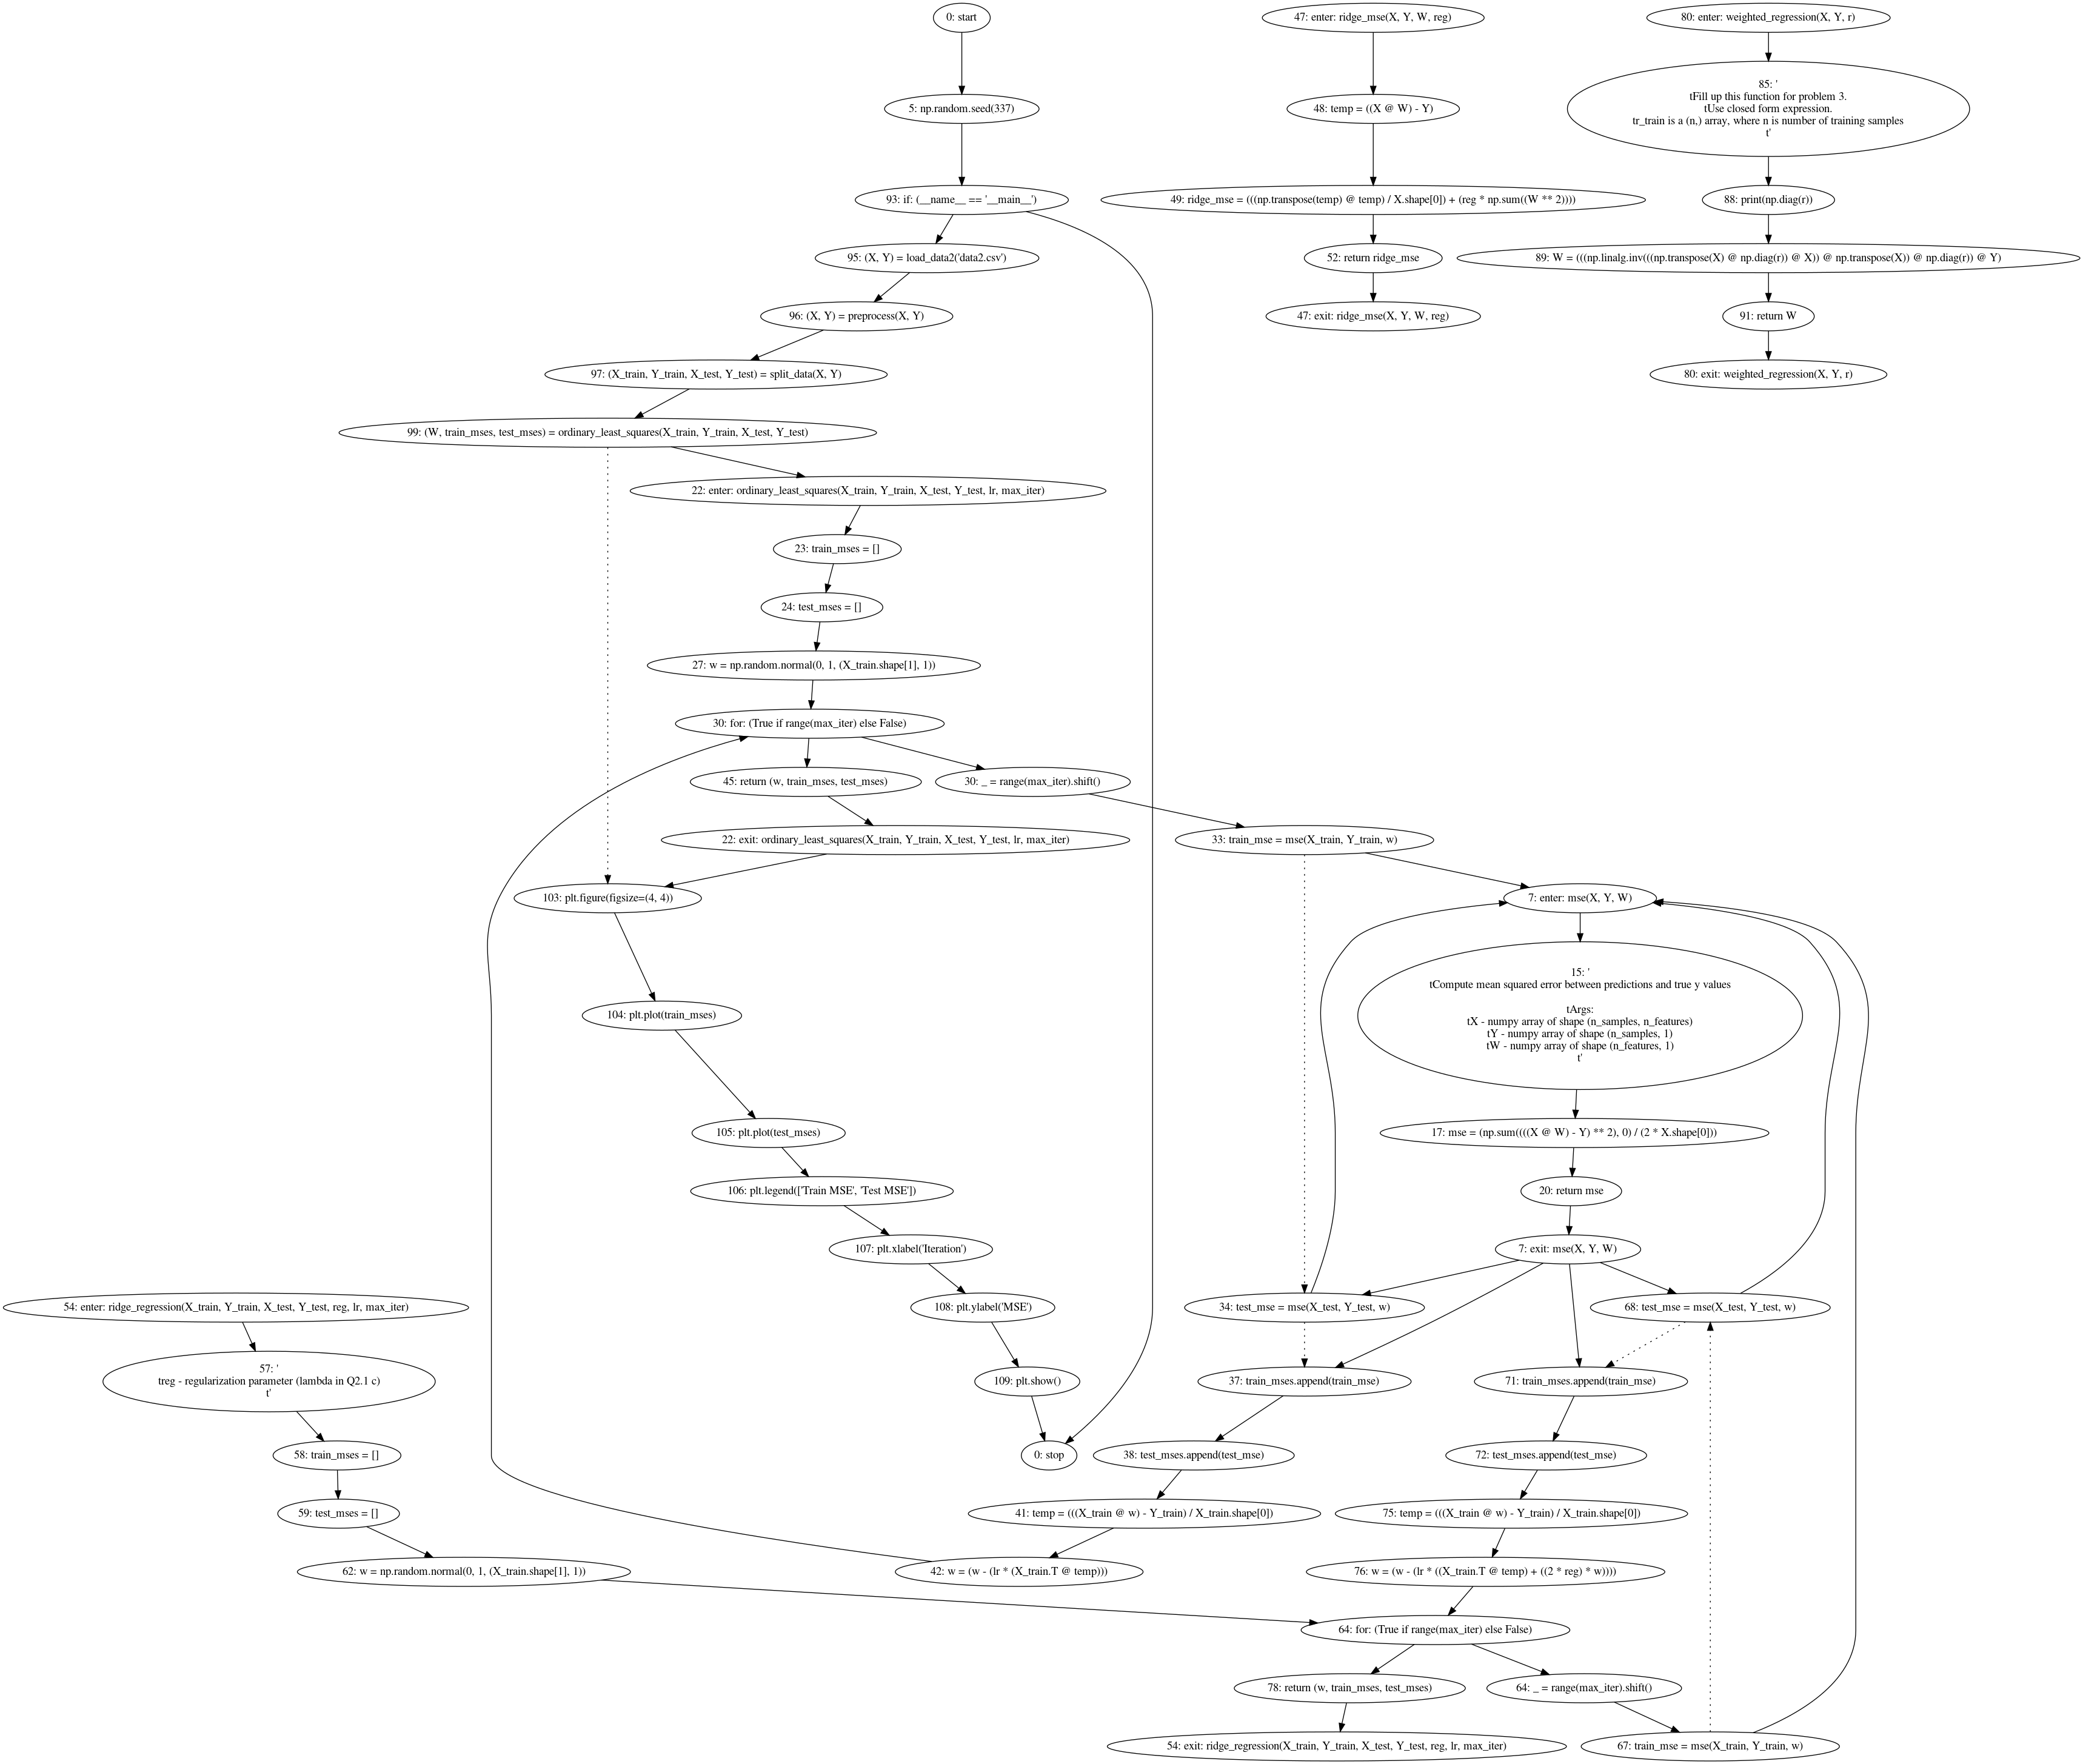 0: start
47: enter: ridge_mse(X, Y, W, reg)
80: enter: weighted_regression(X, Y, r)
5: np.random.seed(337)
48: temp = ((X @ W) - Y)
85: '
tFill up this function for problem 3.
tUse closed form expression.
tr_train is a (n,) array, where n is number of training samples
t'
93: if: (__name__ == '__main__')
49: ridge_mse = (((np.transpose(temp) @ temp) / X.shape[0]) + (reg * np.sum((W ** 2))))
88: print(np.diag(r))
95: (X, Y) = load_data2('data2.csv')
52: return ridge_mse
89: W = (((np.linalg.inv(((np.transpose(X) @ np.diag(r)) @ X)) @ np.transpose(X)) @ np.diag(r)) @ Y)
96: (X, Y) = preprocess(X, Y)
47: exit: ridge_mse(X, Y, W, reg)
91: return W
97: (X_train, Y_train, X_test, Y_test) = split_data(X, Y)
80: exit: weighted_regression(X, Y, r)
99: (W, train_mses, test_mses) = ordinary_least_squares(X_train, Y_train, X_test, Y_test)
22: enter: ordinary_least_squares(X_train, Y_train, X_test, Y_test, lr, max_iter)
23: train_mses = []
24: test_mses = []
27: w = np.random.normal(0, 1, (X_train.shape[1], 1))
30: for: (True if range(max_iter) else False)
45: return (w, train_mses, test_mses)
30: _ = range(max_iter).shift()
22: exit: ordinary_least_squares(X_train, Y_train, X_test, Y_test, lr, max_iter)
33: train_mse = mse(X_train, Y_train, w)
103: plt.figure(figsize=(4, 4))
7: enter: mse(X, Y, W)
15: '
tCompute mean squared error between predictions and true y values
tArgs:
tX - numpy array of shape (n_samples, n_features)
tY - numpy array of shape (n_samples, 1)
tW - numpy array of shape (n_features, 1)
t'
104: plt.plot(train_mses)
105: plt.plot(test_mses)
17: mse = (np.sum((((X @ W) - Y) ** 2), 0) / (2 * X.shape[0]))
106: plt.legend(['Train MSE', 'Test MSE'])
20: return mse
107: plt.xlabel('Iteration')
7: exit: mse(X, Y, W)
54: enter: ridge_regression(X_train, Y_train, X_test, Y_test, reg, lr, max_iter)
108: plt.ylabel('MSE')
34: test_mse = mse(X_test, Y_test, w)
68: test_mse = mse(X_test, Y_test, w)
57: '
treg - regularization parameter (lambda in Q2.1 c)
t'
109: plt.show()
37: train_mses.append(train_mse)
71: train_mses.append(train_mse)
58: train_mses = []
0: stop
38: test_mses.append(test_mse)
72: test_mses.append(test_mse)
59: test_mses = []
41: temp = (((X_train @ w) - Y_train) / X_train.shape[0])
75: temp = (((X_train @ w) - Y_train) / X_train.shape[0])
62: w = np.random.normal(0, 1, (X_train.shape[1], 1))
42: w = (w - (lr * (X_train.T @ temp)))
76: w = (w - (lr * ((X_train.T @ temp) + ((2 * reg) * w))))
64: for: (True if range(max_iter) else False)
78: return (w, train_mses, test_mses)
64: _ = range(max_iter).shift()
54: exit: ridge_regression(X_train, Y_train, X_test, Y_test, reg, lr, max_iter)
67: train_mse = mse(X_train, Y_train, w)